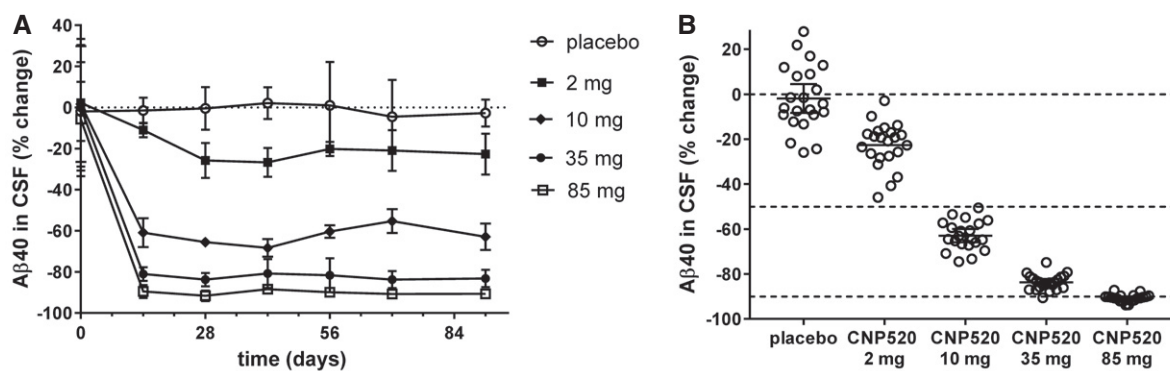 A
Aβ40 in CSF (% change)
40
20
0
-20
-40
-60
-80
-100
0
28
56
84
time (days)
placebo
2 mg
10 mg
35 mg
85 mg
B
Aβ40 in CSF (% change)
20
0
-20
-40
-60
-80
-100
placebo
CNP520
2 mg
CNP520
10 mg
CNP520
35 mg
CNP520
85 mg